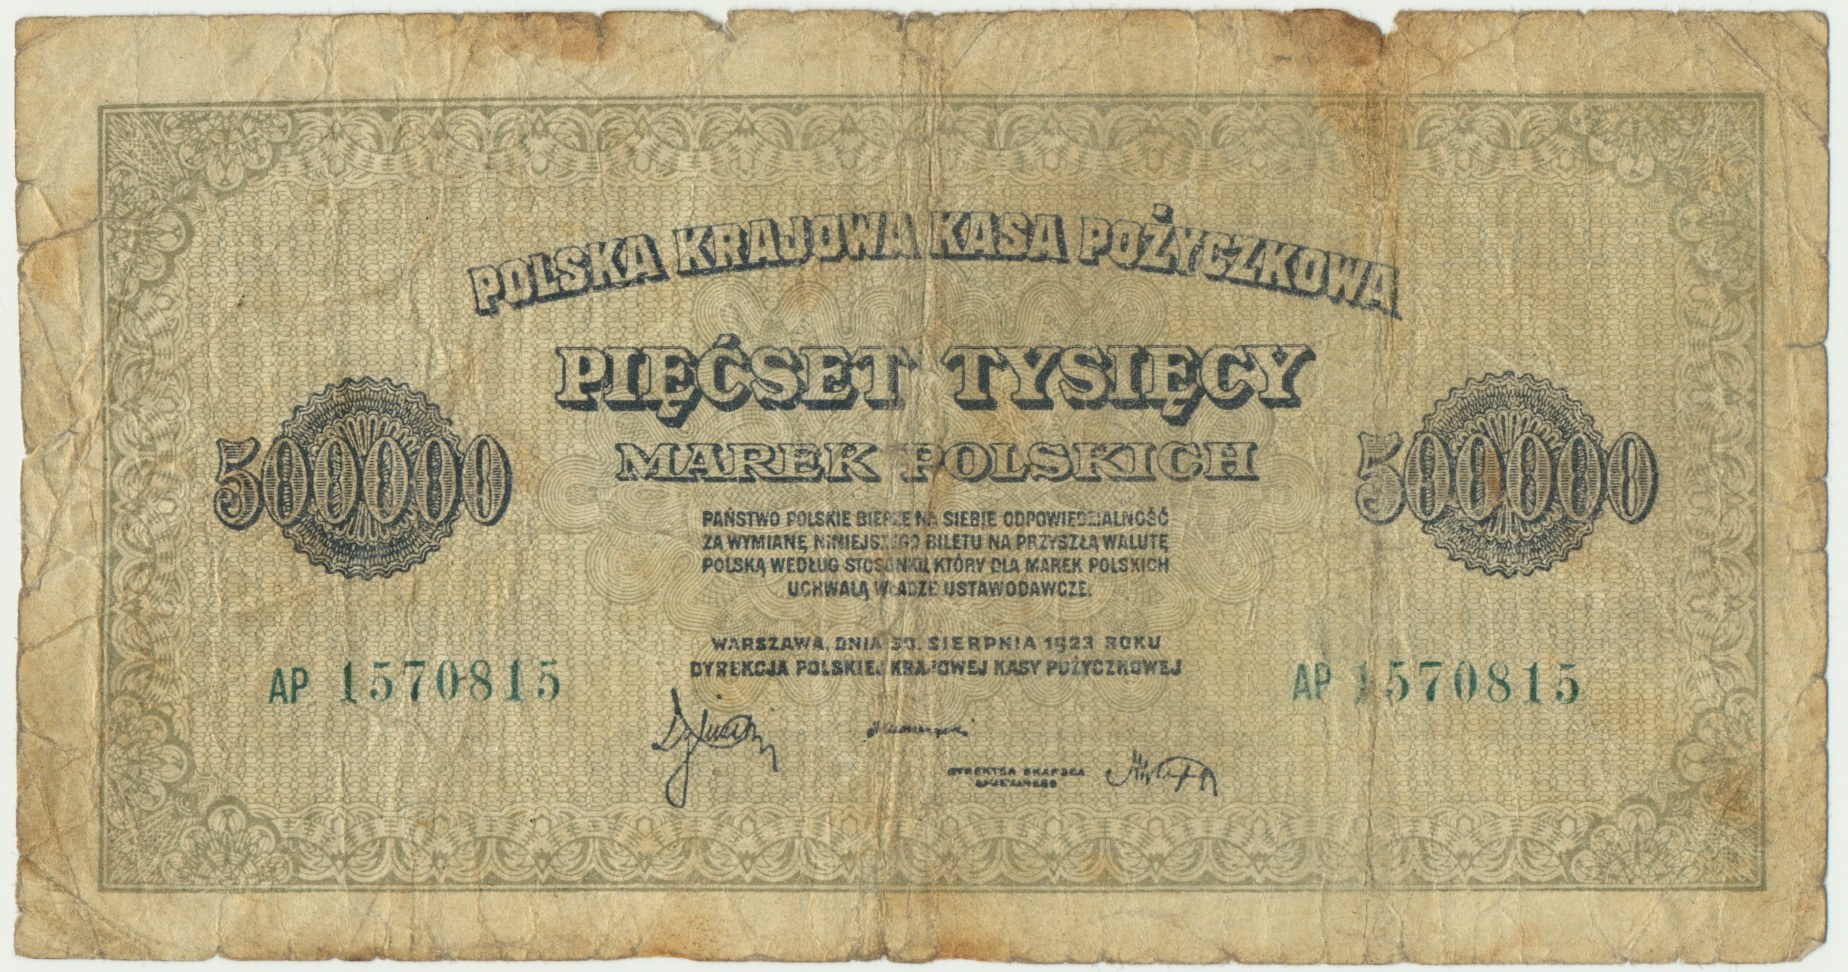 POLSKA KRAJOWA KASA POŻYCZKOWA
PIĘĆSET TYSIĘCY
MAREK POLSKICH
500000
500000
PAŃSTWO POLSKIE BIERZE NA SIEBIE ODPOWIEDZIALNOŚĆ
ZA WYMIANĘ NINIEJSZEGO BILETU NA PRZYSZŁĄ WALUTĘ
POLSKĄ WEDŁUG STOSUNKU, KTÓRY DLA MAREK POLSKICH
UCHWALĄ WŁADZE USTAWODAWCZE.
WARSZAWA, DNIA 30. SIERPNIA 1923 ROKU
DYREKCJA POLSKIEJ KRAJOWEJ KASY POŻYCZKOWEJ
AP 1570815
AP 1570815